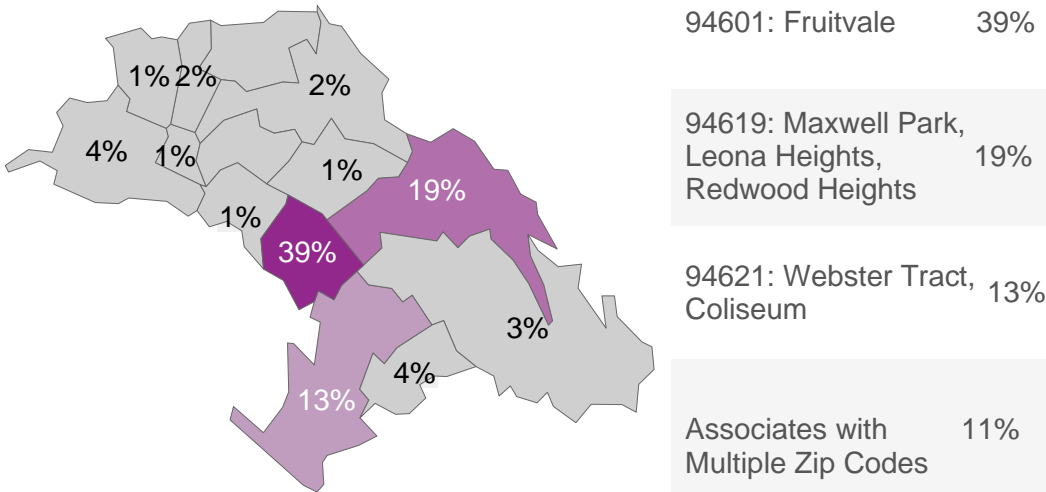 1%
2%
2%
4%
1%
1%
19%
1%
39%
3%
4%
13%
94601: Fruitvale 39%
94619: Maxwell Park,
Leona Heights, 19%
Redwood Heights
94621: Webster Tract, 13%
Coliseum
Associates with 11%
Multiple Zip Codes